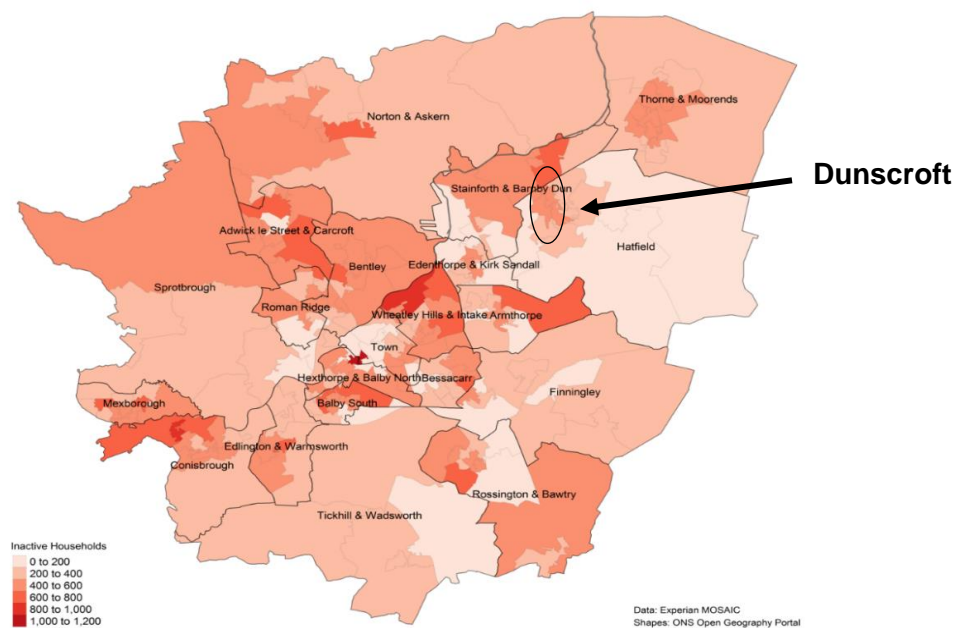 Norton & Askern
Thorne & Moorends
Dunscroft
Stainforth & Barnby Dun
Adwick le Street & Carcroft
Hatfield
Bentley
Edenthorpe & Kirk Sandall
Sprotbrough
Roman Ridge
Wheatley Hills & Intake
Armthorpe
Town
Hexthorpe & Balby North
Bessacarr
Finningley
Mexborough
Balby South
Edlington & Warmsworth
Conisbrough
Rossington & Bawtry
Tickhill & Wadsworth
Inactive Households
0 to 200
200 to 400
400 to 600
600 to 800
800 to 1,000
1,000 to 1,200
Data: Experian MOSAIC
Shapes: ONS Open Geography Portal